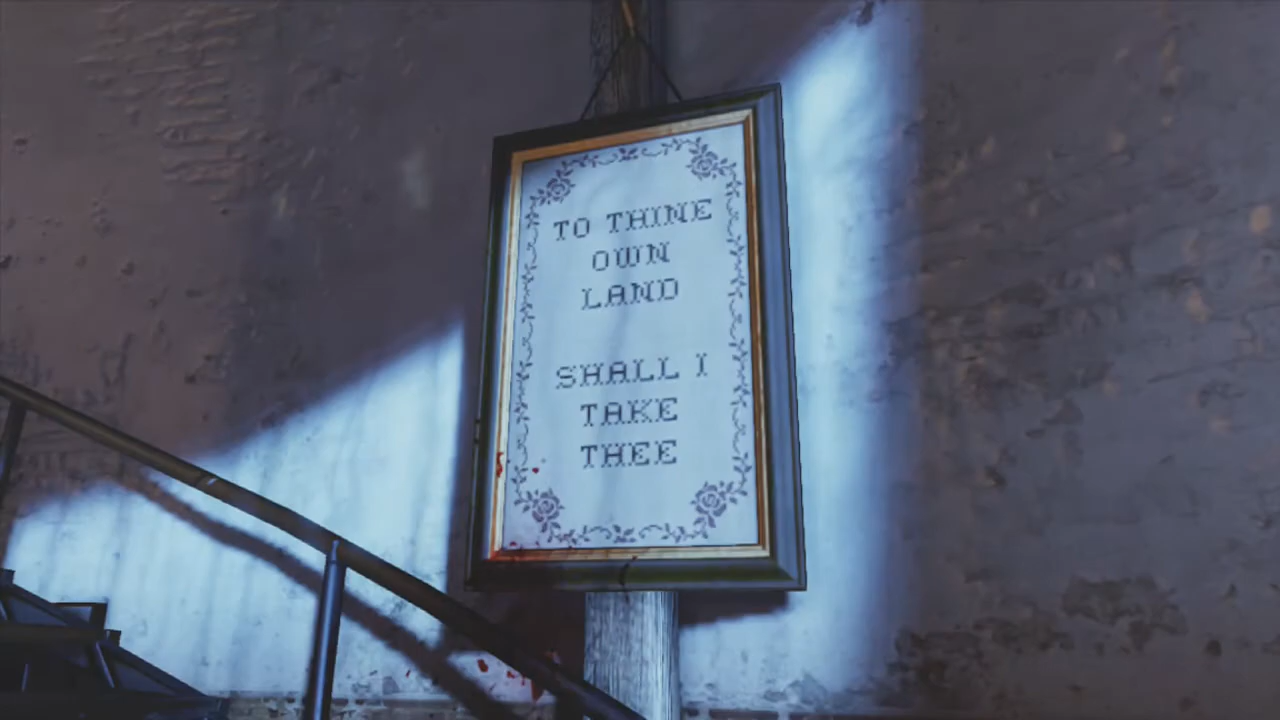 TO THINE
OWN
LAND
SHALL I
TAKE
THEE